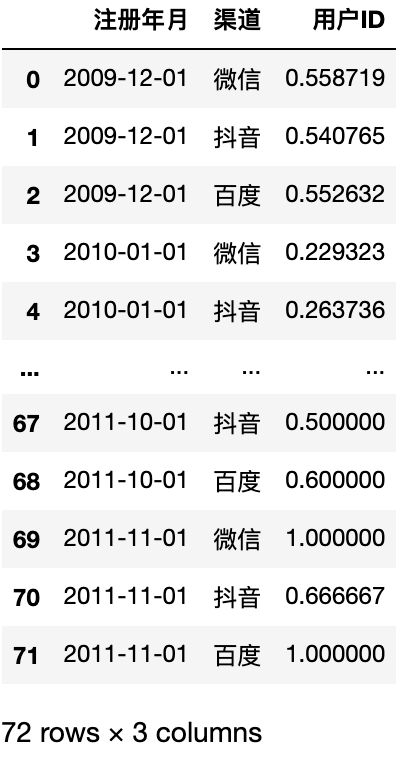 注册年月 渠道 用户ID
0 2009-12-01 微信 0.558719
1 2009-12-01 抖音 0.540765
2 2009-12-01 百度 0.552632
3 2010-01-01 微信 0.229323
4 2010-01-01 抖音 0.263736
... ... ... ...
67 2011-10-01 抖音 0.500000
68 2011-10-01 百度 0.600000
69 2011-11-01 微信 1.000000
70 2011-11-01 抖音 0.666667
71 2011-11-01 百度 1.000000
72 rows × 3 columns